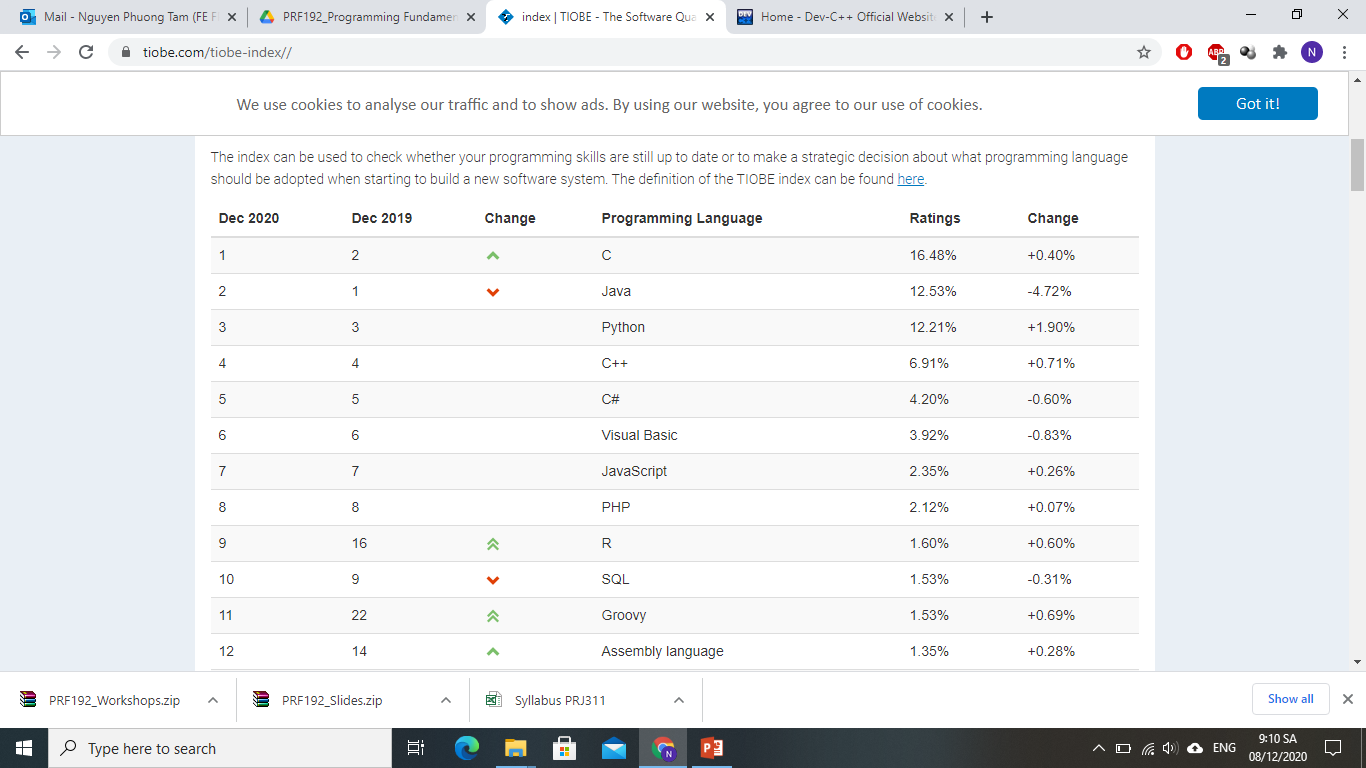 Mail - Nguyen Phuong Tam (FE F
PRF192_Programming Fundamen
index | TIOBE - The Software Qua
Home - Dev-C++ Official Website
tiobe.com/tiobe-index//
ABP
2
N
We use cookies to analyse our traffic and to show ads. By using our website, you agree to our use of cookies.
Got it!
The index can be used to check whether your programming skills are still up to date or to make a strategic decision about what programming language
should be adopted when starting to build a new software system. The definition of the TIOBE index can be found here.
Dec 2020 Dec 2019 Change Programming Language Ratings Change
1 2 C 16.48% +0.40%
2 1 Java 12.53% -4.72%
3 3 Python 12.21% +1.90%
4 4 C++ 6.91% +0.71%
5 5 C# 4.20% -0.60%
6 6 Visual Basic 3.92% -0.83%
7 7 JavaScript 2.35% +0.26%
8 8 PHP 2.12% +0.07%
9 16 R 1.60% +0.60%
10 9 SQL 1.53% -0.31%
11 22 Groovy 1.53% +0.69%
12 14 Assembly language 1.35% +0.28%
PRF192_Workshops.zip
PRF192_Slides.zip
Syllabus PRJ311
Show all
Type here to search
ENG
9:10 SA
08/12/2020